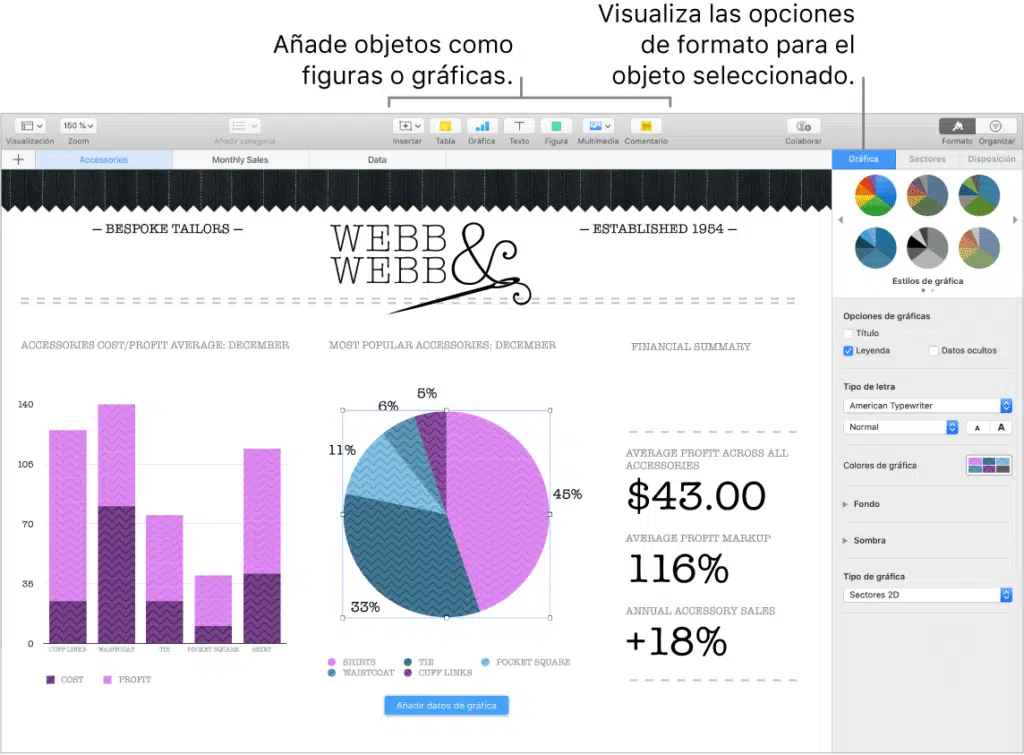 Añade objetos como
figuras o gráficas.
Visualiza las opciones
de formato para el
objeto seleccionado.
150 %
Visualización Zoom Añadir categoría Insertar Tabla Gráfica Texto Figura Multimedia Comentario Colaborar Formato Organizar
Accessories Monthly Sales Data
Gráfica Sectores Disposición
— BESPOKE TAILORS —
WEBB &
WEBB
— ESTABLISHED 1954 —
ACCESSORIES COST/PROFIT AVERAGE: DECEMBER
140
105
70
35
0
CUFF LINKS WAISTCOAT TIE POCKET SQUARE SHIRT
COST PROFIT
MOST POPULAR ACCESSORIES: DECEMBER
5%
6%
11%
45%
33%
SHIRTS TIE POCKET SQUARE
WAISTCOAT CUFF LINKS
Añadir datos de gráfica
FINANCIAL SUMMARY
AVERAGE PROFIT ACROSS ALL
ACCESSORIES
$43.00
AVERAGE PROFIT MARKUP
116%
ANNUAL ACCESSORY SALES
+18%
Estilos de gráfica
Opciones de gráficas
Título
Leyenda Datos ocultos
Tipo de letra
American Typewriter
Normal A A
Colores de gráfica
Fondo
Sombra
Tipo de gráfica
Sectores 2D